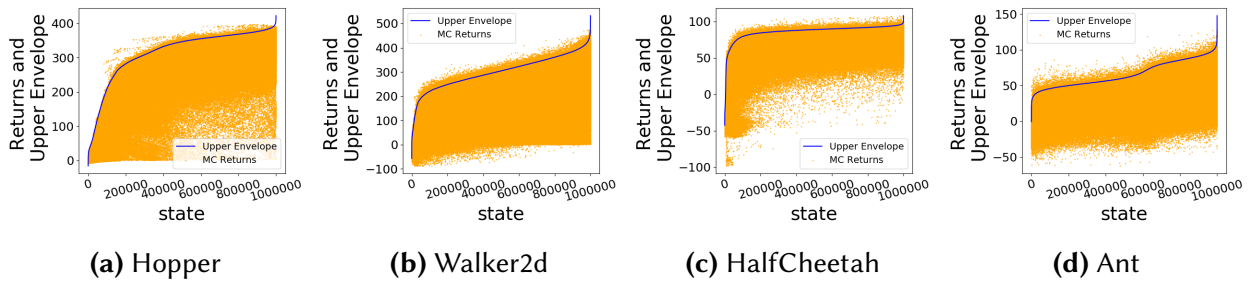 Returns and
Upper Envelope
400
300
200
100
0
Upper Envelope
MC Returns
0
200000
400000
600000
800000
1000000
state
(a) Hopper
Returns and
Upper Envelope
500
400
300
200
100
0
−100
Upper Envelope
MC Returns
0
200000
400000
600000
800000
1000000
state
(b) Walker2d
Returns and
Upper Envelope
100
50
0
−50
−100
Upper Envelope
MC Returns
0
200000
400000
600000
800000
1000000
state
(c) HalfCheetah
Returns and
Upper Envelope
150
100
50
0
−50
Upper Envelope
MC Returns
0
200000
400000
600000
800000
1000000
state
(d) Ant